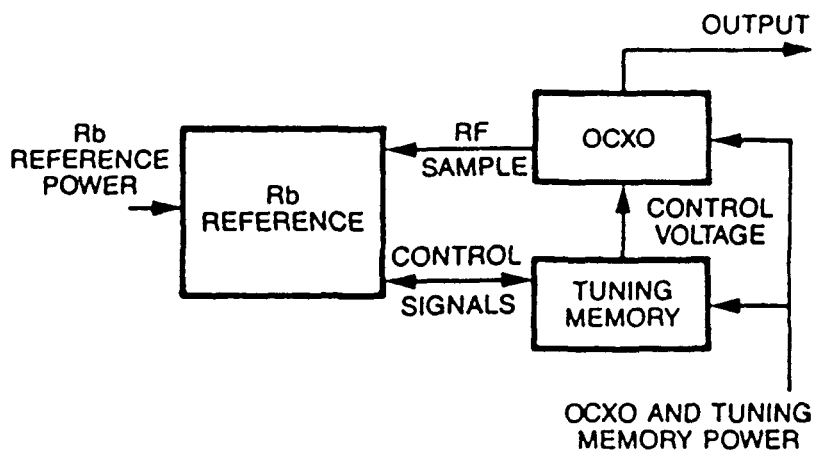 OUTPUT
Rb
REFERENCE
POWER
Rb
REFERENCE
RF
SAMPLE
OCXO
CONTROL
VOLTAGE
CONTROL
SIGNALS
TUNING
MEMORY
OCXO AND TUNING
MEMORY POWER